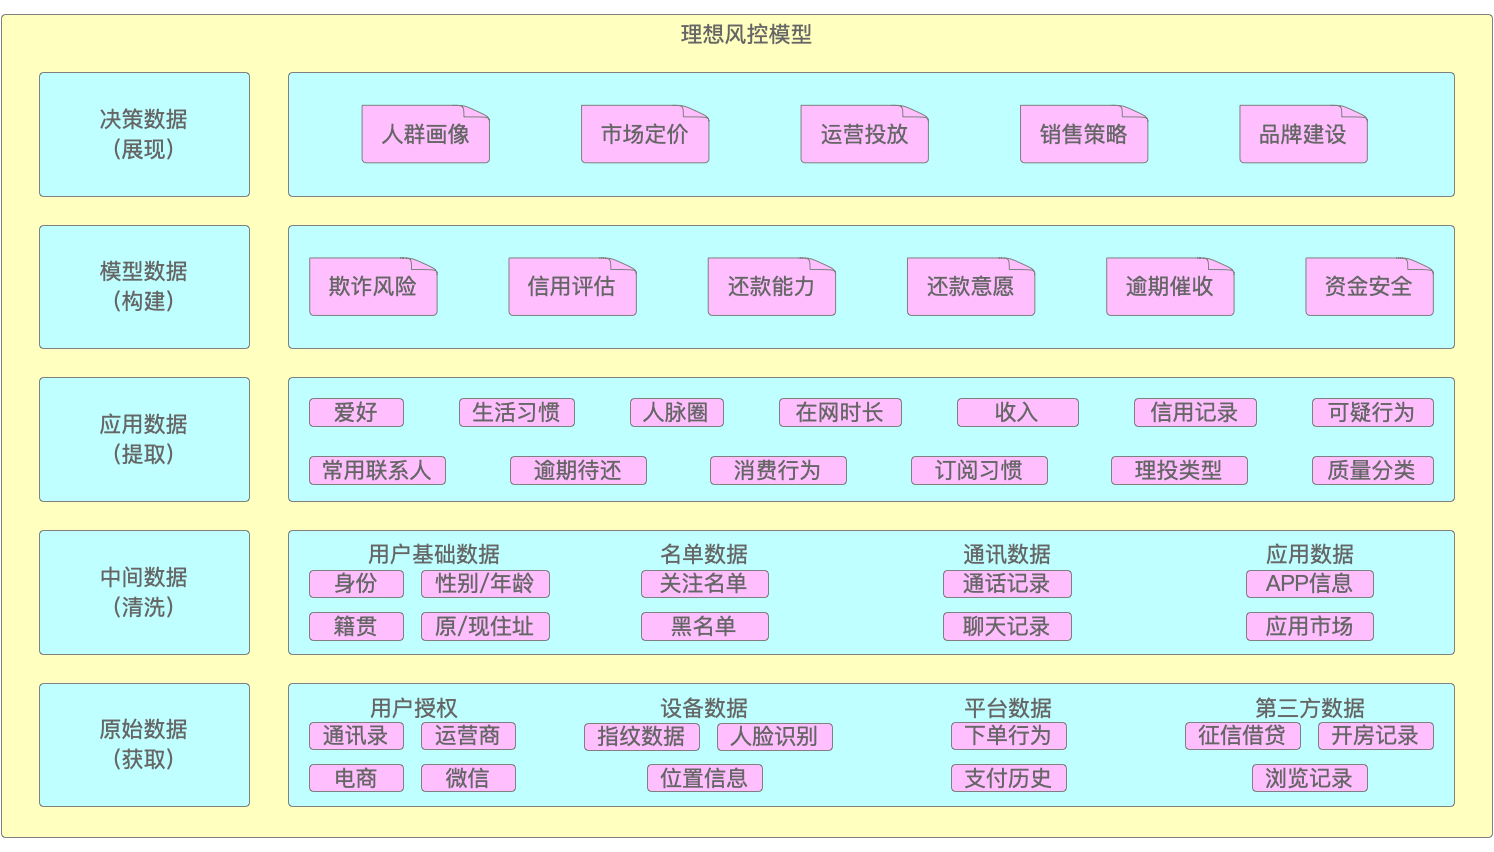 理想风控模型
决策数据
（展现）
人群画像
市场定价
运营投放
销售策略
品牌建设
模型数据
（构建）
欺诈风险
信用评估
还款能力
还款意愿
逾期催收
资金安全
应用数据
（提取）
爱好
生活习惯
人脉圈
在网时长
收入
信用记录
可疑行为
常用联系人
逾期待还
消费行为
订阅习惯
理投类型
质量分类
中间数据
（清洗）
用户基础数据
名单数据
通讯数据
应用数据
身份
性别/年龄
关注名单
通话记录
APP信息
籍贯
原/现住址
黑名单
聊天记录
应用市场
原始数据
（获取）
用户授权
设备数据
平台数据
第三方数据
通讯录
运营商
指纹数据
人脸识别
下单行为
征信借贷
开房记录
电商
微信
位置信息
支付历史
浏览记录